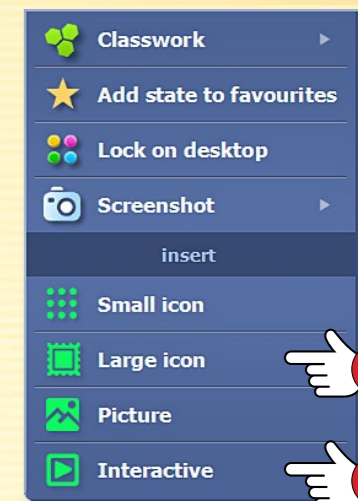 Classwork
Add state to favourites
Lock on desktop
Screenshot
insert
Small icon
Large icon
Picture
Interactive